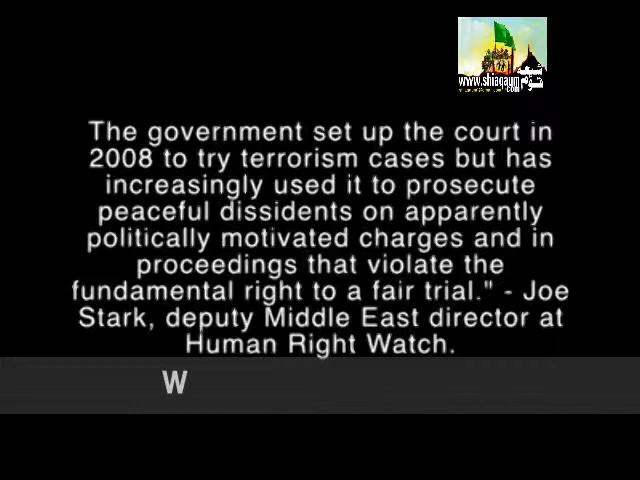 www.shiaqaum
.com
The government set up the court in
2008 to try terrorism cases but has
increasingly used it to prosecute
peaceful dissidents on apparently
politically motivated charges and in
proceedings that violate the
fundamental right to a fair trial." - Joe
Stark, deputy Middle East director at
Human Right Watch.
W